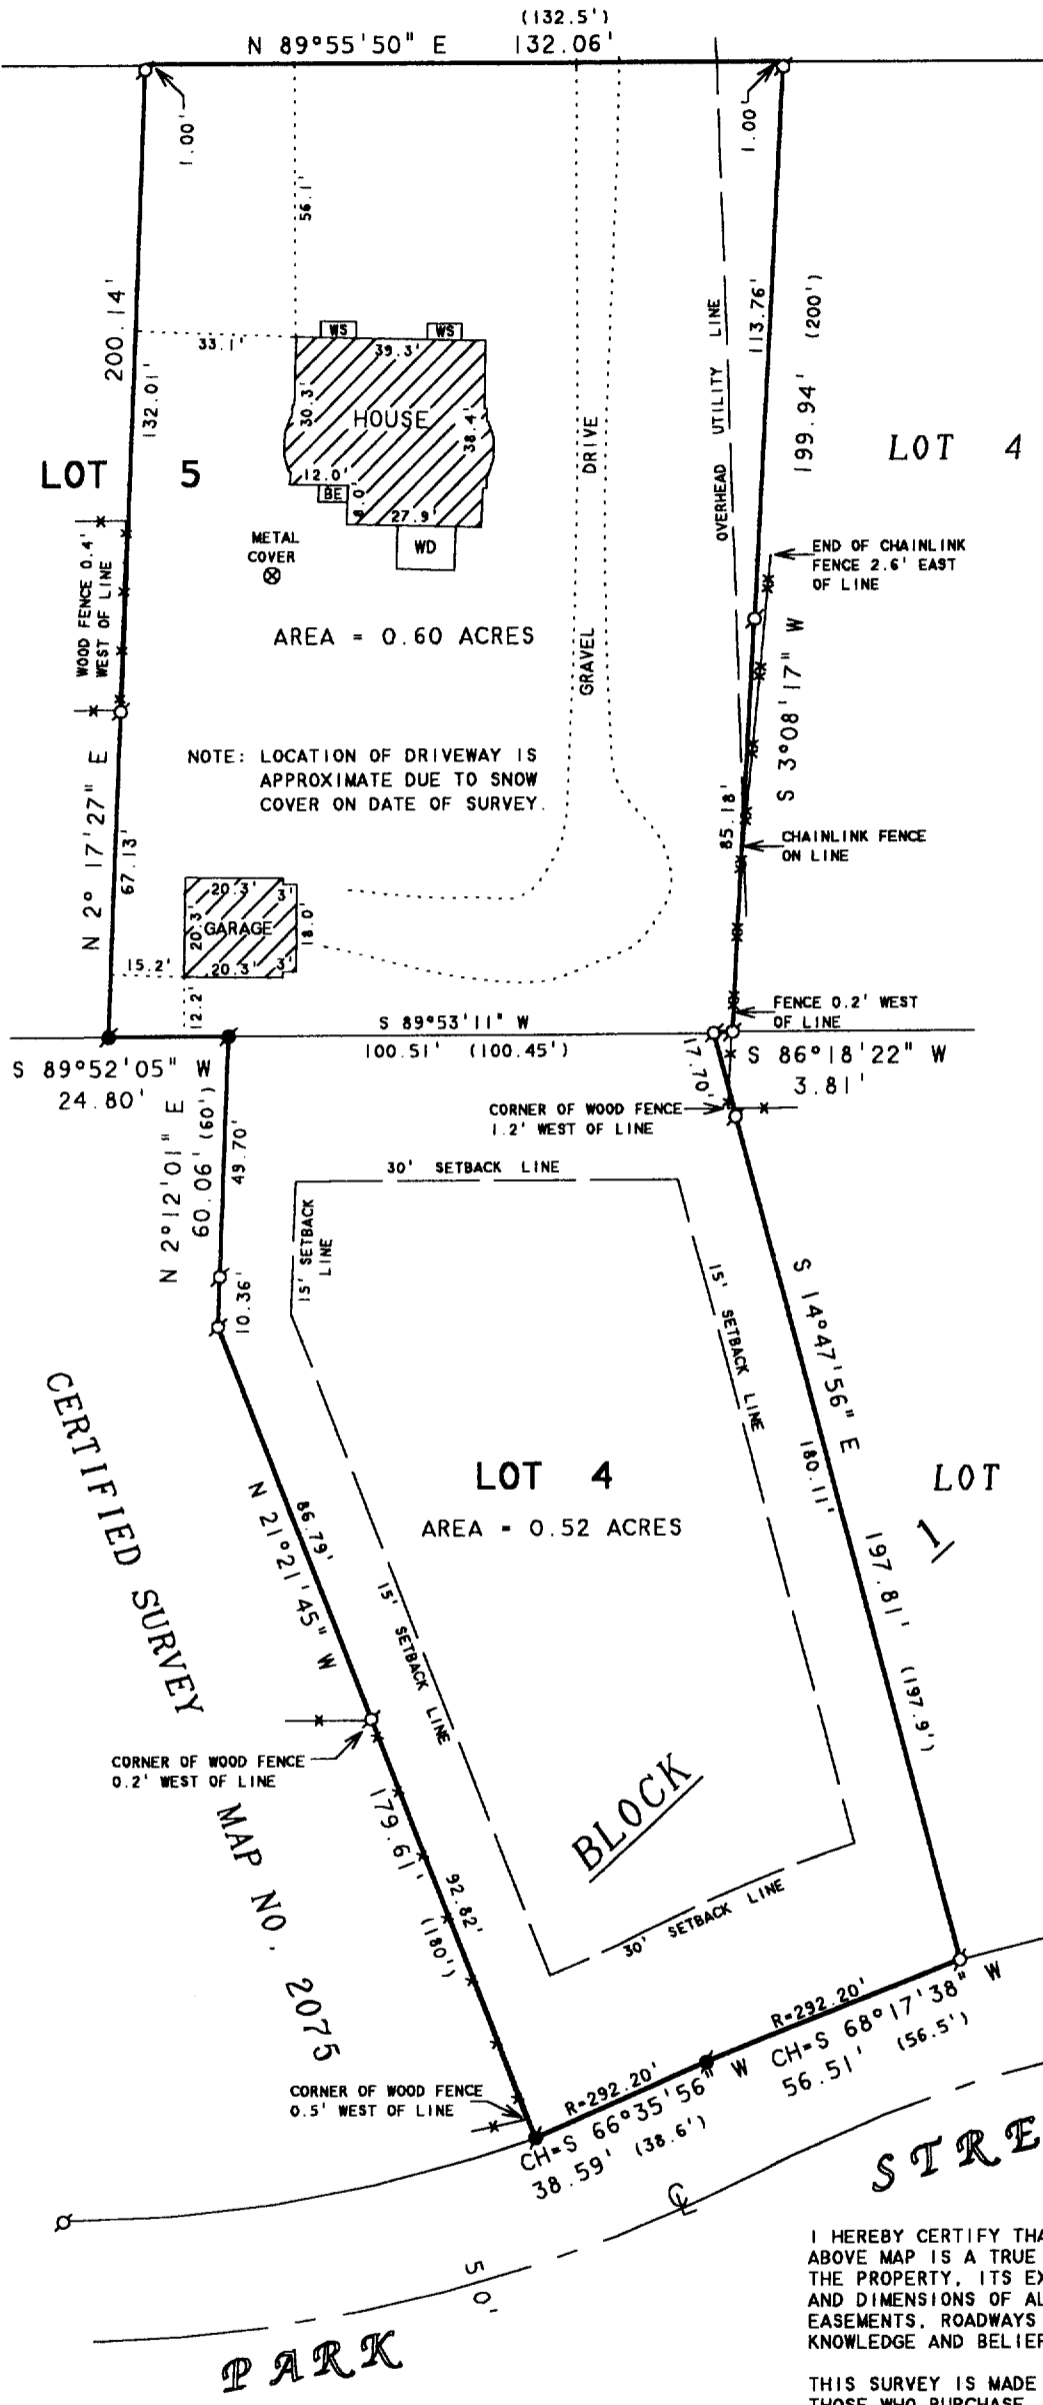 (132.5')
N 89°55'50" E 132.06'
1.00'
1.00'
56.1'
200.14'
132.01'
33.1'
WS
WS
39.3'
30.3'
HOUSE
38.4'
12.0'
BE
8.0'
27.9'
WD
OVERHEAD UTILITY LINE
113.76'
199.94' (200')
LOT 4
LOT 5
WOOD FENCE 0.4'
WEST OF LINE
METAL
COVER
GRAVEL DRIVE
END OF CHAINLINK
FENCE 2.6' EAST
OF LINE
AREA = 0.60 ACRES
S 3°08'17" W
NOTE: LOCATION OF DRIVEWAY IS
APPROXIMATE DUE TO SNOW
COVER ON DATE OF SURVEY.
N 2° 17'27" E
67.13'
85.18'
CHAINLINK FENCE
ON LINE
20.3'
3'
20.3'
GARAGE
18.0'
20.3'
3'
15.2'
12.2'
FENCE 0.2' WEST
OF LINE
S 89°53'11" W
100.51' (100.45')
S 89°52'05" W
24.80'
S 86°18'22" W
3.81'
17.70'
CORNER OF WOOD FENCE
1.2' WEST OF LINE
N 2°12'01" E
60.06' (60')
49.70'
10.36'
30' SETBACK LINE
15' SETBACK
LINE
15' SETBACK LINE
S 14°47'56" E
180.11'
197.81' (197.9')
CERTIFIED SURVEY MAP NO. 2075
N 21°21'45" W
86.79'
15' SETBACK LINE
LOT 4
AREA = 0.52 ACRES
LOT
1
CORNER OF WOOD FENCE
0.2' WEST OF LINE
179.61'
92.82'
(180')
BLOCK
30' SETBACK LINE
R=292.20'
CH=S 68°17'38" W
56.51' (56.5')
CORNER OF WOOD FENCE
0.5' WEST OF LINE
R=292.20'
CH=S 66°35'56" W
38.59' (38.6')
CL
50'
PARK STRE
I HEREBY CERTIFY THA
ABOVE MAP IS A TRUE
THE PROPERTY, ITS EX
AND DIMENSIONS OF AL
EASEMENTS, ROADWAYS
KNOWLEDGE AND BELIEF
THIS SURVEY IS MADE
THOSE WHO PURCHASE